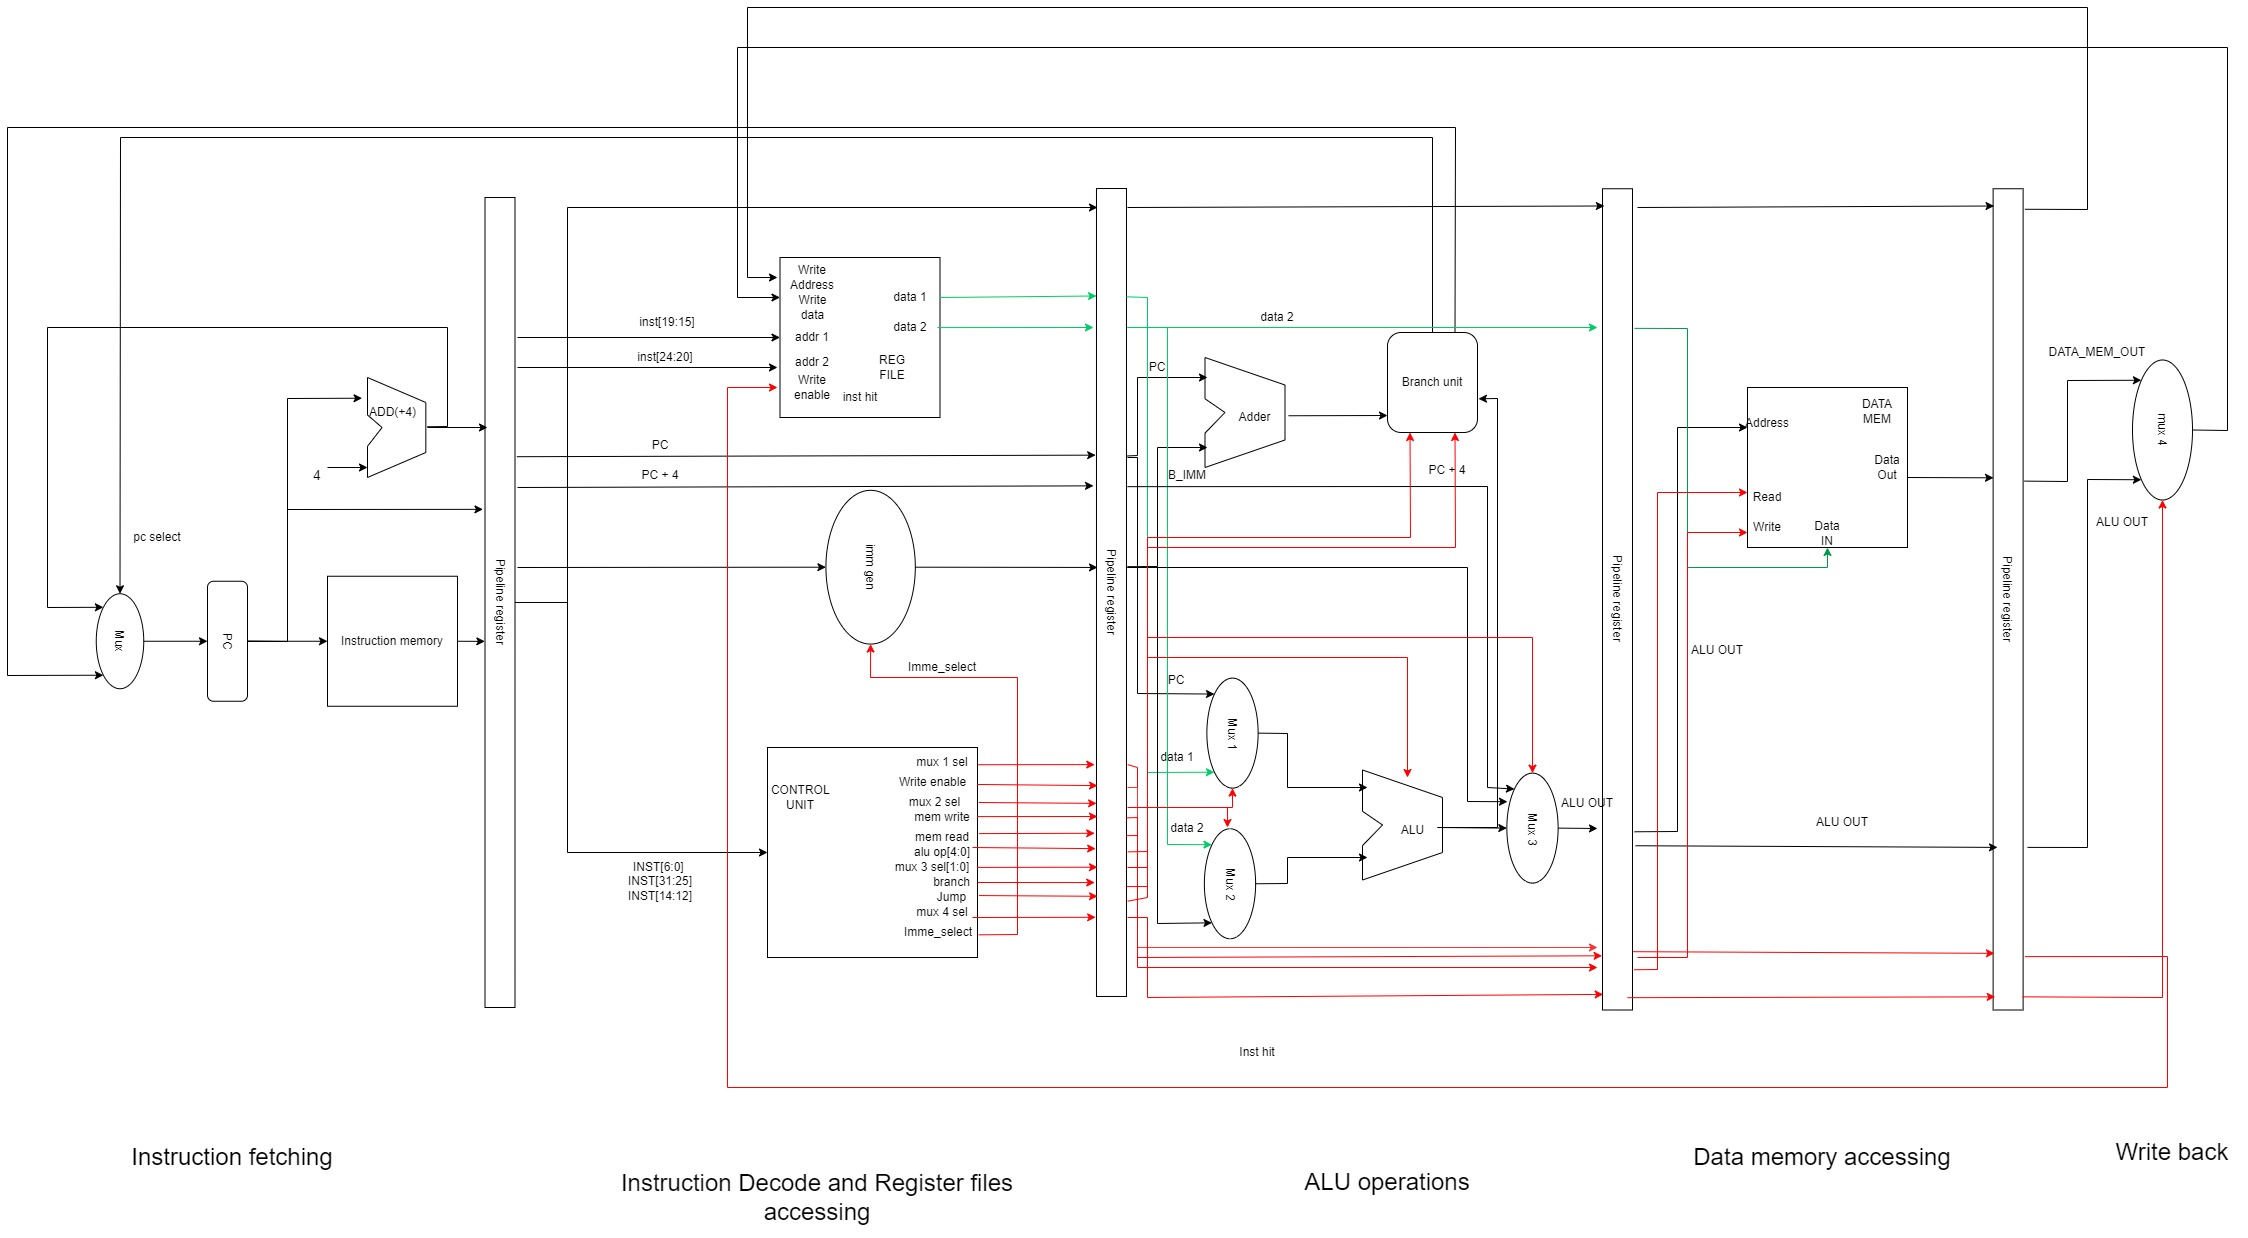 Write
Address
Write
data
addr 1
addr 2
Write
enable
data 1
data 2
REG
FILE
inst hit
inst[19:15]
inst[24:20]
PC
PC + 4
ADD(+4)
4
pc select
Mux
PC
Instruction memory
Pipeline register
imm gen
Imme_select
CONTROL
UNIT
mux 1 sel
Write enable
mux 2 sel
mem write
mem read
alu op[4:0]
mux 3 sel[1:0]
branch
Jump
mux 4 sel
Imme_select
INST[6:0]
INST[31:25]
INST[14:12]
Pipeline register
data 2
PC
Adder
B_IMM
Branch unit
PC + 4
PC
Mux 1
data 1
data 2
Mux 2
ALU
Mux 3
ALU OUT
Pipeline register
Address
DATA
MEM
Data
Out
Read
Write
Data
IN
ALU OUT
ALU OUT
Pipeline register
DATA_MEM_OUT
mux 4
ALU OUT
Inst hit
Instruction fetching
Instruction Decode and Register files
accessing
ALU operations
Data memory accessing
Write back